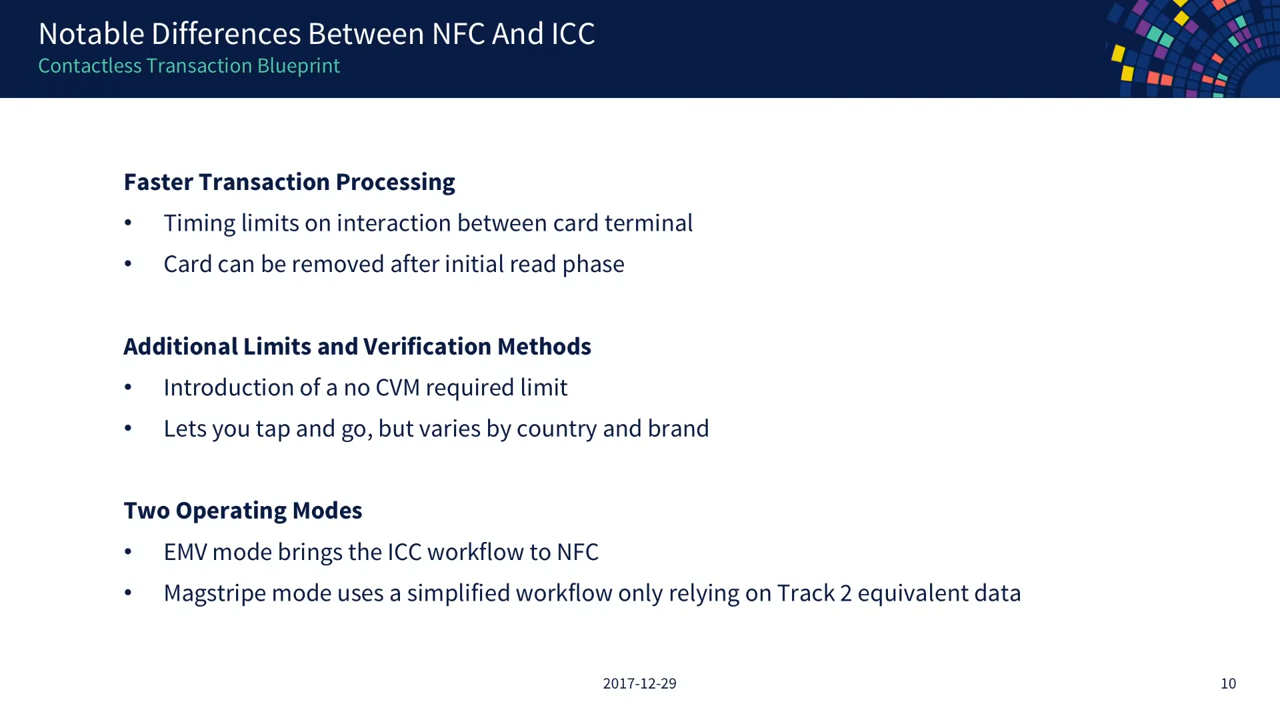 Notable Differences Between NFC And ICC
Contactless Transaction Blueprint
Faster Transaction Processing
• Timing limits on interaction between card terminal
• Card can be removed after initial read phase
Additional Limits and Verification Methods
• Introduction of a no CVM required limit
• Lets you tap and go, but varies by country and brand
Two Operating Modes
• EMV mode brings the ICC workflow to NFC
• Magstripe mode uses a simplified workflow only relying on Track 2 equivalent data
2017-12-29
10